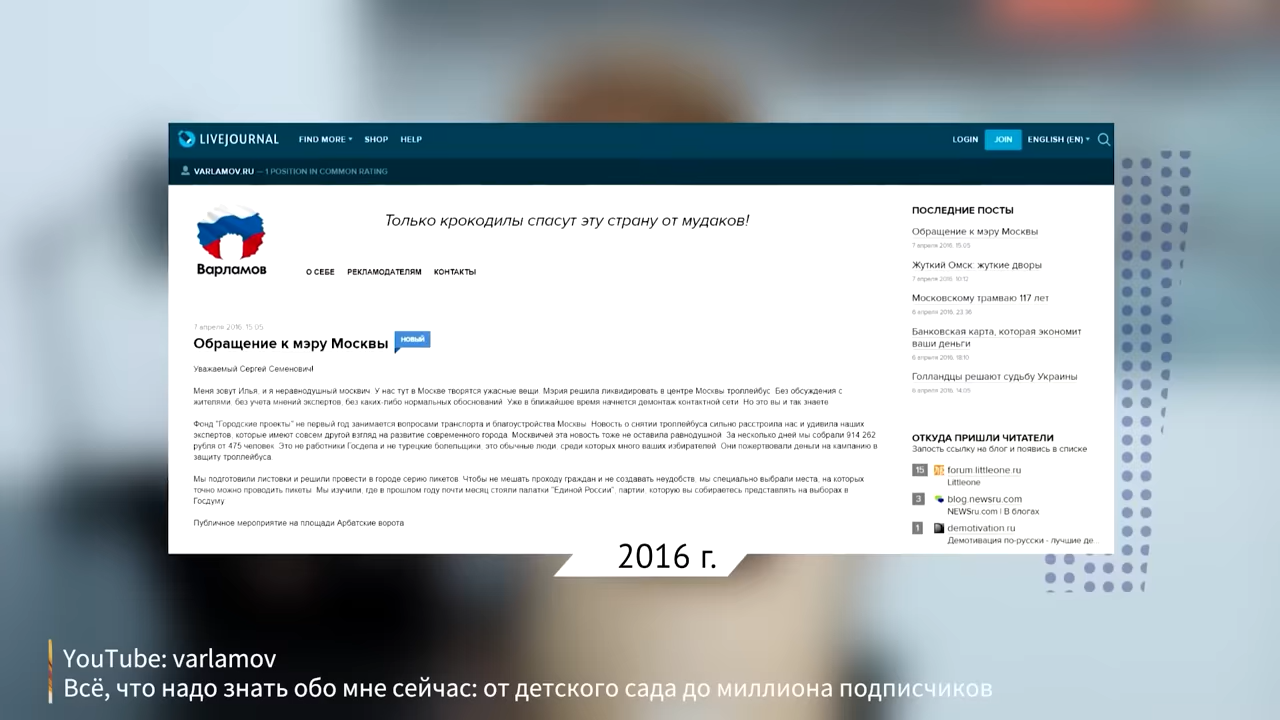 LIVEJOURNAL FIND MORE SHOP HELP LOGIN JOIN ENGLISH (EN)
VARLAMOV.RU — 1 POSITION IN COMMON RATING
Варламов
Только крокодилы спасут эту страну от мудаков!
О СЕБЕ РЕКЛАМОДАТЕЛЯМ КОНТАКТЫ
7 апреля 2016, 15:05
Обращение к мэру Москвы НОВЫЙ
Уважаемый Сергей Семенович!
Меня зовут Илья, и я неравнодушный москвич. У нас тут в Москве творятся ужасные вещи. Мэрия решила ликвидировать в центре Москвы троллейбус. Без обсуждения с
жителями, без учета мнений экспертов, без каких-либо нормальных обоснований. Уже в ближайшее время начнется демонтаж контактной сети. Но это вы и так знаете.
Фонд "Городские проекты" не первый год занимается вопросами транспорта и благоустройства Москвы. Новость о снятии троллейбуса сильно расстроила нас и удивила наших
экспертов, которые имеют совсем другой взгляд на развитие современного города. Москвичей эта новость тоже не оставила равнодушной. За несколько дней мы собрали 914 262
рубля от 475 человек. Это не работники Госдепа и не турецкие болельщики, это обычные люди, среди которых много ваших избирателей. Они пожертвовали деньги на кампанию в
защиту троллейбуса.
Мы подготовили листовки и решили провести в городе серию пикетов. Чтобы не мешать проходу граждан и не создавать неудобств, мы специально выбрали места, на которых
точно можно проводить пикеты. Мы изучили, где в прошлом году почти месяц стояли палатки "Единой России", партии, которую вы собираетесь представлять на выборах в
Госдуму.
Публичное мероприятие на площади Арбатские ворота
ПОСЛЕДНИЕ ПОСТЫ
Обращение к мэру Москвы
7 апреля 2016, 15:05
Жуткий Омск: жуткие дворы
7 апреля 2016, 10:12
Московскому трамваю 117 лет
6 апреля 2016, 23:36
Банковская карта, которая экономит
ваши деньги
6 апреля 2016, 18:10
Голландцы решают судьбу Украины
6 апреля 2016, 14:05
ОТКУДА ПРИШЛИ ЧИТАТЕЛИ
Запость ссылку на блог и появись в списке
15 forum.littleone.ru
Littleone
3 blog.newsru.com
NEWSru.com | В блогах
1 demotivation.ru
Демотивация по-русски - лучшие де...
2016 г.
YouTube: varlamov
Всё, что надо знать обо мне сейчас: от детского сада до миллиона подписчиков